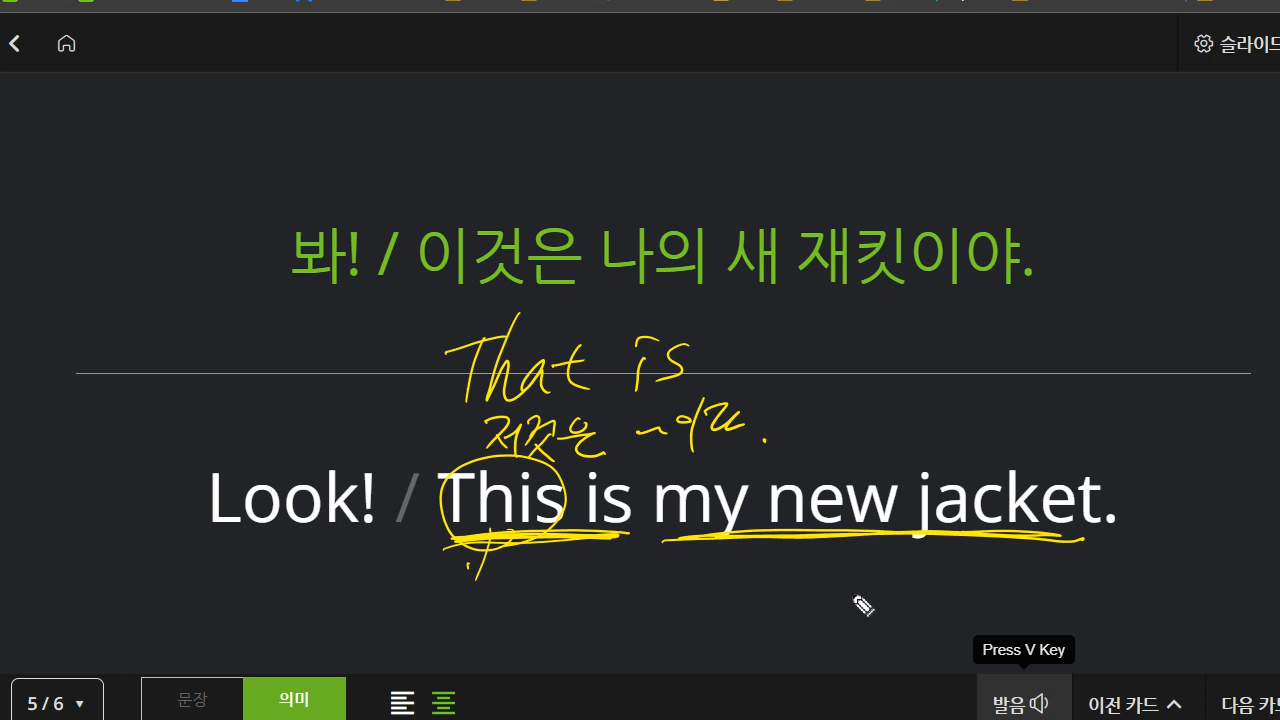 슬라이드
봐! / 이것은 나의 새 재킷이야.
That is
저것은 ~이다.
Look! / This is my new jacket.
Press V Key
5 / 6 ▼ 문장 의미 발음 이전 카드 다음 카드